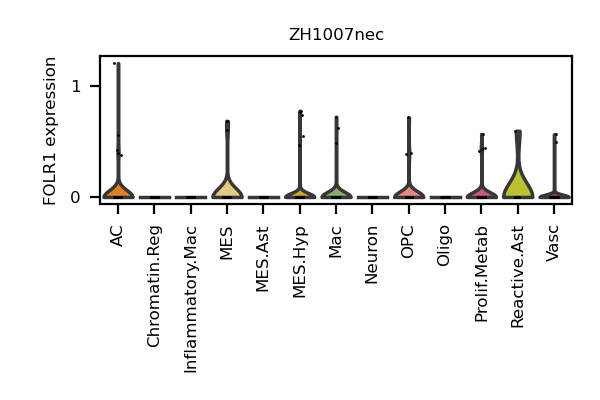 ZH1007nec
FOLR1 expression
1
0
AC
Chromatin.Reg
Inflammatory.Mac
MES
MES.Ast
MES.Hyp
Mac
Neuron
OPC
Oligo
Prolif.Metab
Reactive.Ast
Vasc